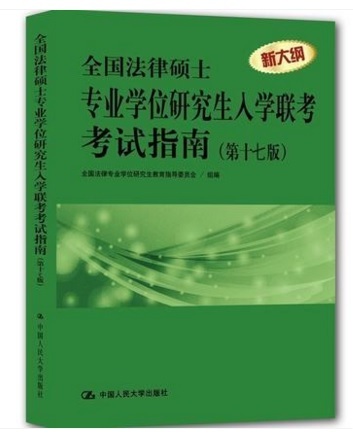 全国法律硕士专业学位研究生入学联考考试指南(第十七版)
中国人民大学出版社
新大纲
全国法律硕士
专业学位研究生入学联考
考试指南(第十七版)
全国法律专业学位研究生教育指导委员会 / 组编
中国人民大学出版社